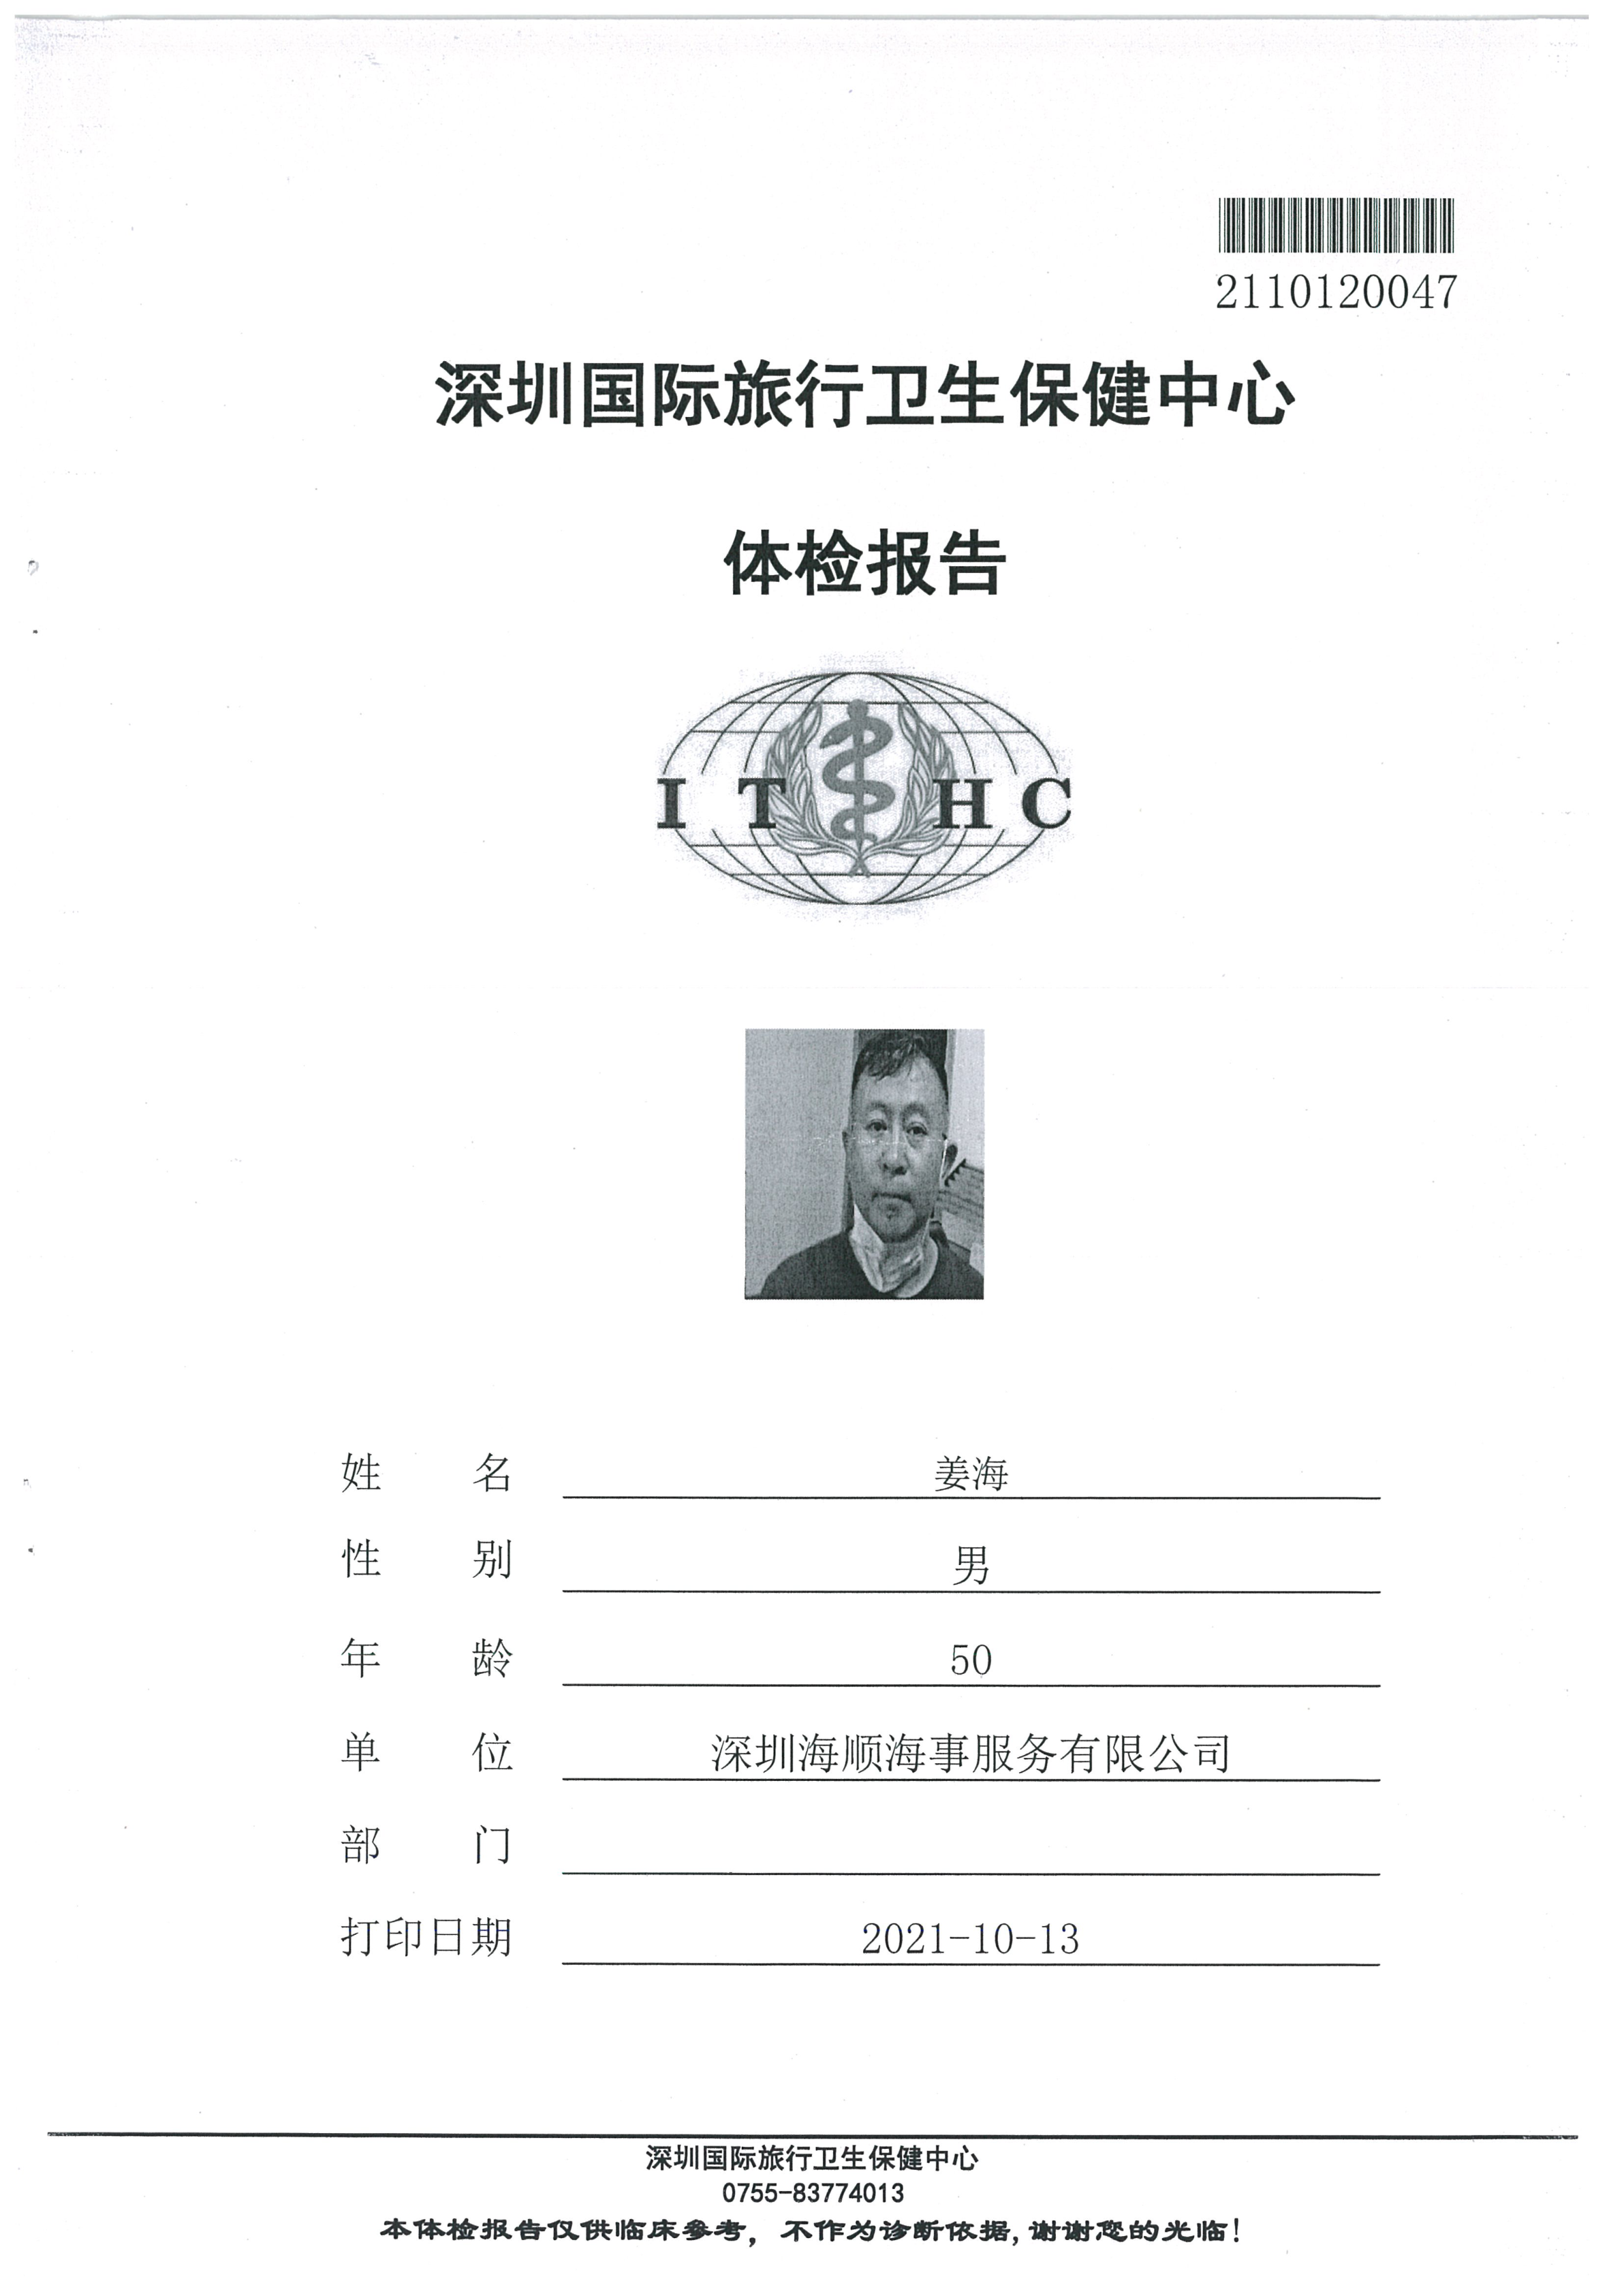 2110120047
深圳国际旅行卫生保健中心
体检报告
I T H C
姓 名 姜海
性 别 男
年 龄 50
单 位 深圳海顺海事服务有限公司
部 门
打印日期 2021-10-13
深圳国际旅行卫生保健中心
0755-83774013
本体检报告仅供临床参考，不作为诊断依据,谢谢您的光临!